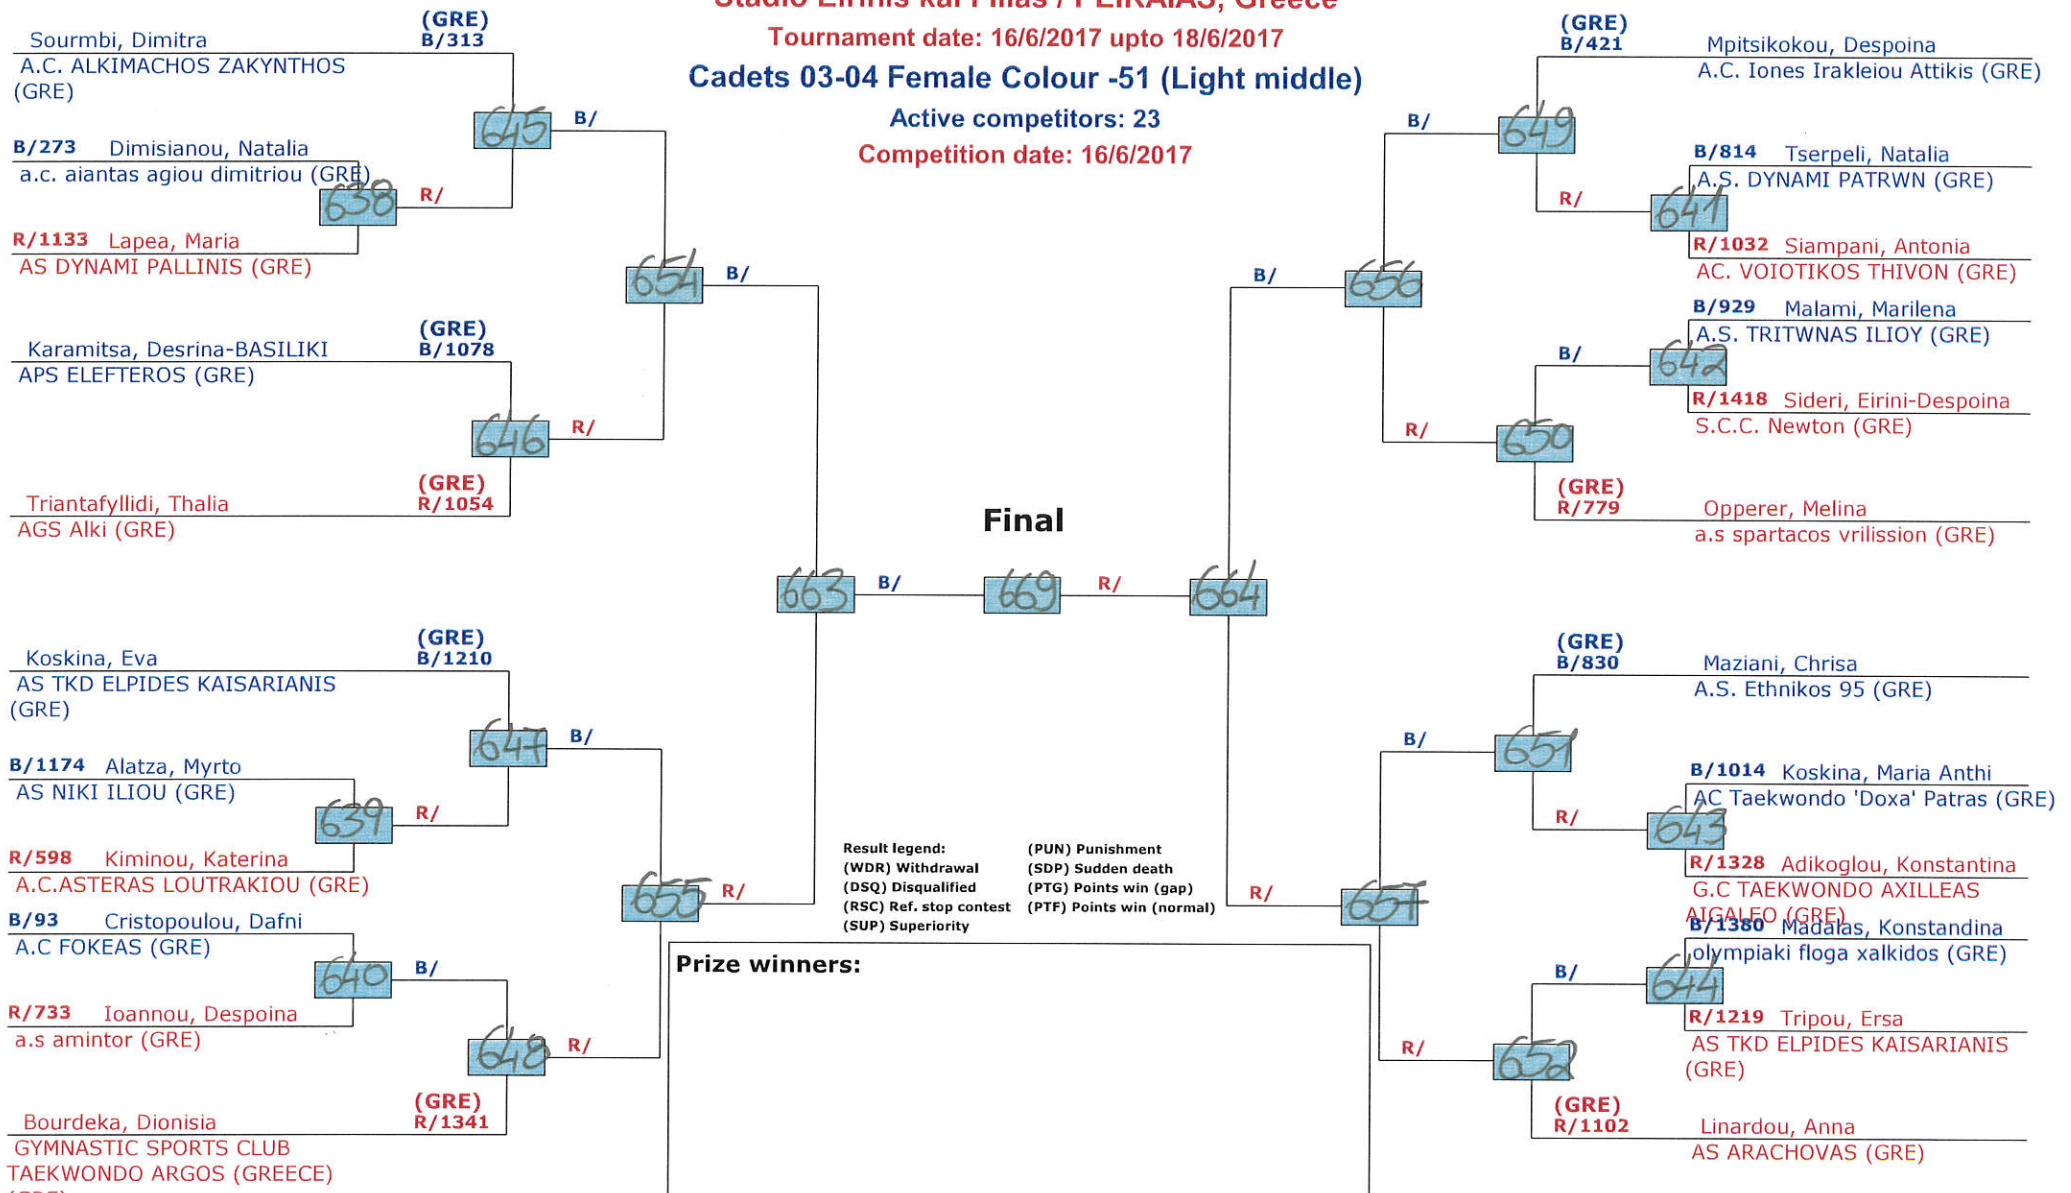 Stadio Eirinis kai Filias / PEIRAIAS, Greece
Tournament date: 16/6/2017 upto 18/6/2017
Cadets 03-04 Female Colour -51 (Light middle)
Active competitors: 23
Competition date: 16/6/2017
(GRE)
Sourmbi, Dimitra B/313
A.C. ALKIMACHOS ZAKYNTHOS
(GRE)
645 B/
B/273 Dimisianou, Natalia
a.c. aiantas agiou dimitriou (GRE)
638 R/
R/1133 Lapea, Maria
AS DYNAMI PALLINIS (GRE)
654 B/
(GRE)
Karamitsa, Desrina-BASILIKI B/1078
APS ELEFTEROS (GRE)
646 R/
(GRE)
Triantafyllidi, Thalia R/1054
AGS Alki (GRE)
Final
663 B/ 669 R/ 664
(GRE)
Koskina, Eva B/1210
AS TKD ELPIDES KAISARIANIS
(GRE)
647 B/
B/1174 Alatza, Myrto
AS NIKI ILIOU (GRE)
639 R/
R/598 Kiminou, Katerina
A.C.ASTERAS LOUTRAKIOU (GRE)
655 R/
B/93 Cristopoulou, Dafni
A.C FOKEAS (GRE)
640 B/
R/733 Ioannou, Despoina
a.s amintor (GRE)
648 R/
(GRE)
Bourdeka, Dionisia R/1341
GYMNASTIC SPORTS CLUB
TAEKWONDO ARGOS (GREECE)
(GRE)
Result legend: (PUN) Punishment
(WDR) Withdrawal (SDP) Sudden death
(DSQ) Disqualified (PTG) Points win (gap)
(RSC) Ref. stop contest (PTF) Points win (normal)
(SUP) Superiority
Prize winners:
(GRE)
B/421 Mpitsikokou, Despoina
A.C. Iones Irakleiou Attikis (GRE)
B/ 649
B/814 Tserpeli, Natalia
A.S. DYNAMI PATRWN (GRE)
R/ 641
R/1032 Siampani, Antonia
AC. VOIOTIKOS THIVON (GRE)
B/ 656
B/929 Malami, Marilena
A.S. TRITWNAS ILIOY (GRE)
B/ 642
R/1418 Sideri, Eirini-Despoina
S.C.C. Newton (GRE)
R/ 650
(GRE)
R/779 Opperer, Melina
a.s spartacos vrilission (GRE)
(GRE)
B/830 Maziani, Chrisa
A.S. Ethnikos 95 (GRE)
B/ 651
B/1014 Koskina, Maria Anthi
AC Taekwondo 'Doxa' Patras (GRE)
R/ 643
R/1328 Adikoglou, Konstantina
G.C TAEKWONDO AXILLEAS
AIGALEO (GRE)
R/ 657
B/1380 Madalas, Konstandina
olympiaki floga xalkidos (GRE)
B/ 644
R/1219 Tripou, Ersa
AS TKD ELPIDES KAISARIANIS
(GRE)
R/ 652
(GRE)
R/1102 Linardou, Anna
AS ARACHOVAS (GRE)